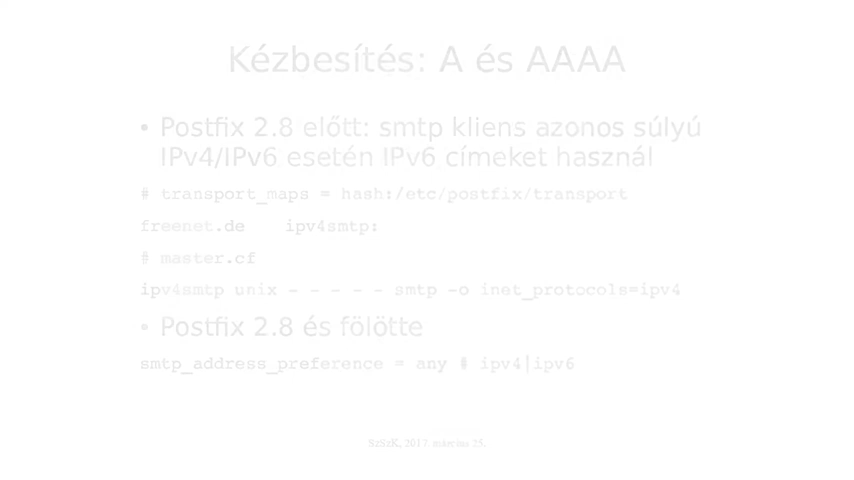 Kézbesítés: A és AAAA
• Postfix 2.8 előtt: smtp kliens azonos súlyú
IPv4/IPv6 esetén IPv6 címeket használ
# transport_maps = hash:/etc/postfix/transport
freenet.de    ipv4smtp:
# master.cf
ipv4smtp unix - - - - - smtp -o inet_protocols=ipv4
• Postfix 2.8 és fölötte
smtp_address_preference = any # ipv4|ipv6
SzSzK, 2017. március 25.